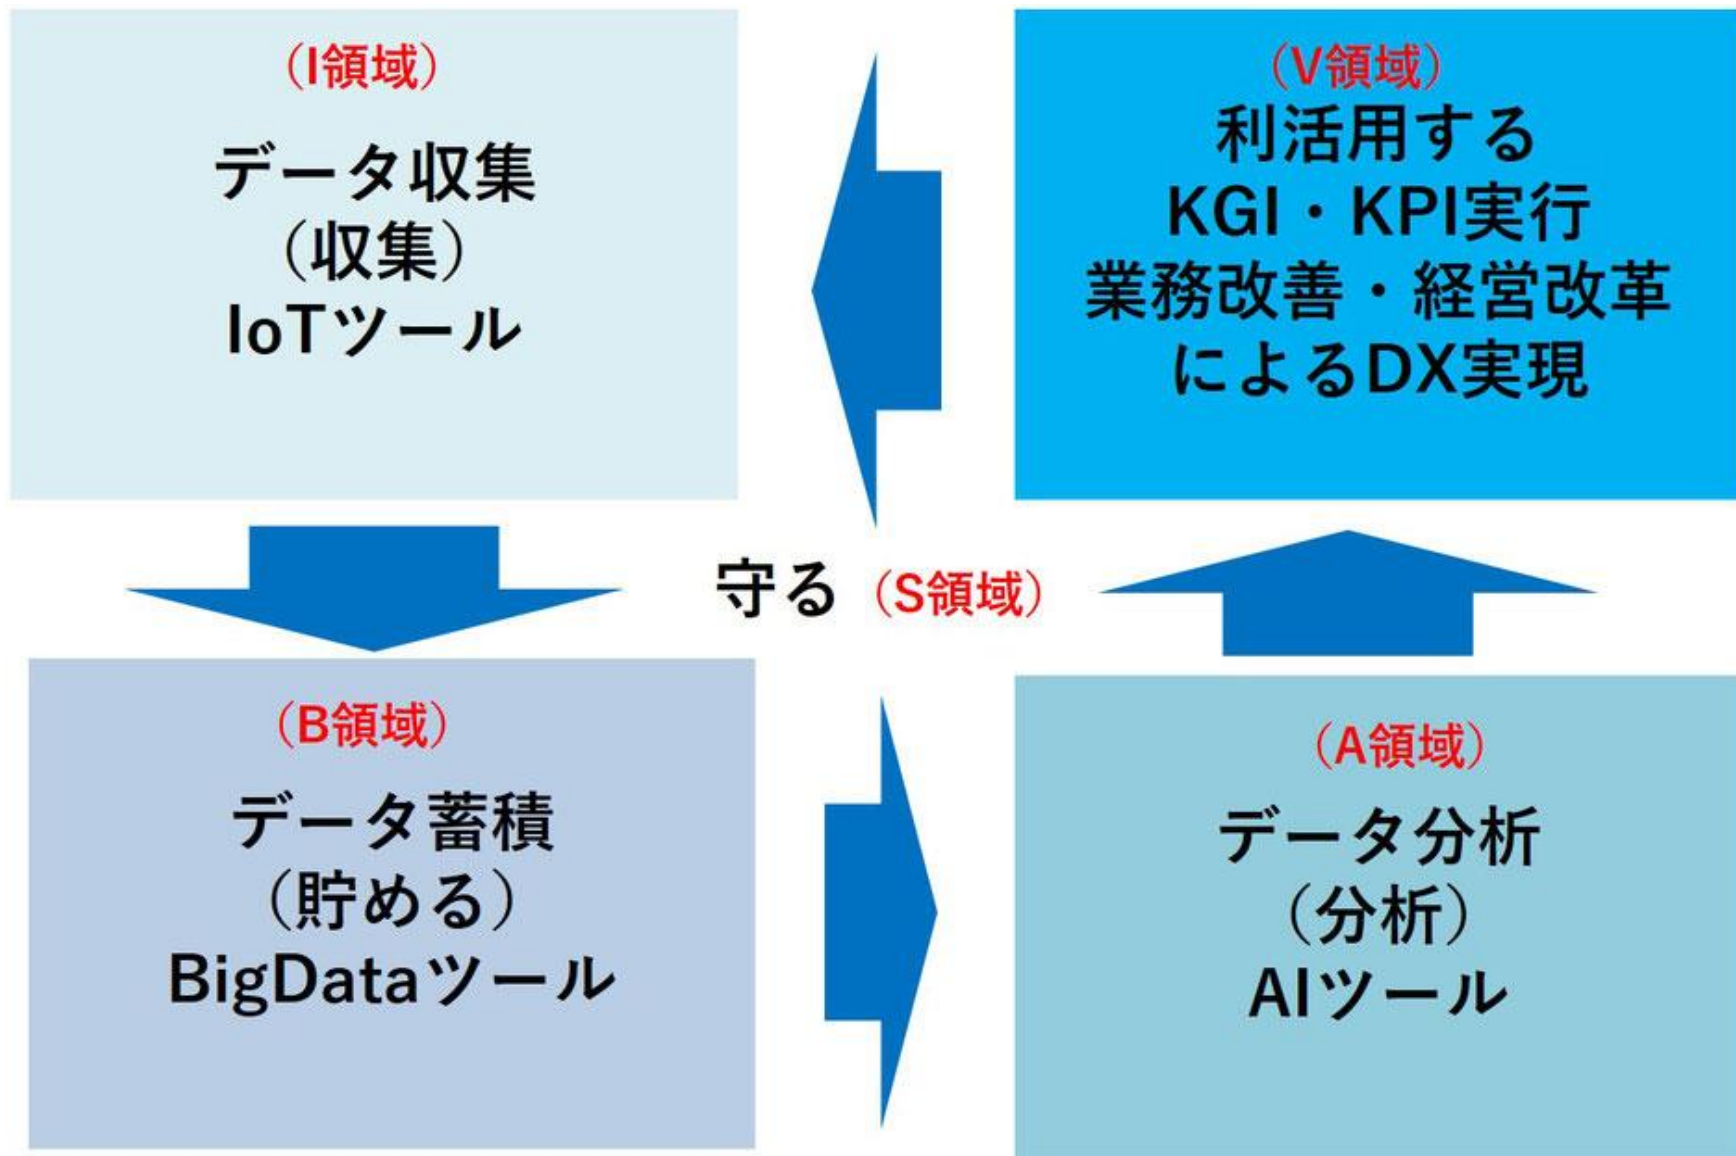 （I領域）
データ収集
（収集）
IoTツール
（V領域）
利活用する
KGI・KPI実行
業務改善・経営改革
によるDX実現
守る（S領域）
（B領域）
データ蓄積
（貯める）
BigDataツール
（A領域）
データ分析
（分析）
AIツール